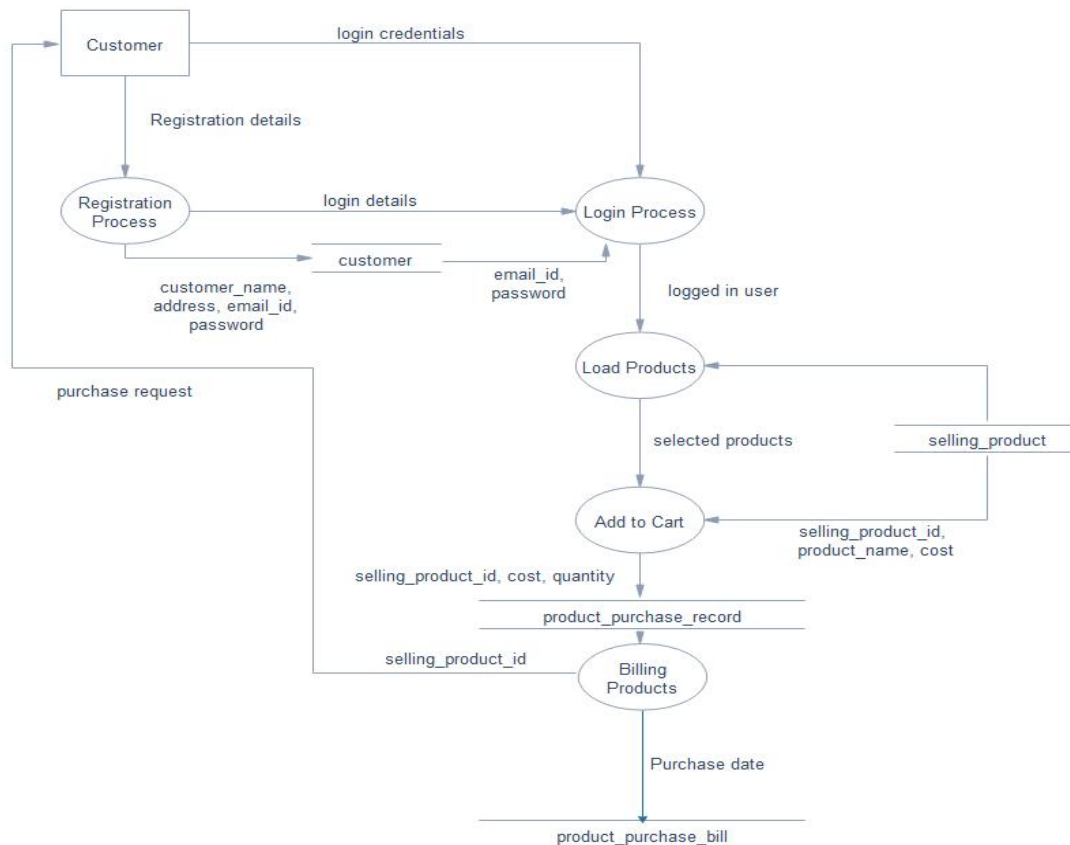 login credentials
Customer
Registration details
Registration
Process
login details
Login Process
customer
email_id,
password
customer_name,
address, email_id,
password
logged in user
Load Products
purchase request
selected products
selling_product
Add to Cart
selling_product_id,
product_name, cost
selling_product_id, cost, quantity
product_purchase_record
selling_product_id
Billing
Products
Purchase date
product_purchase_bill